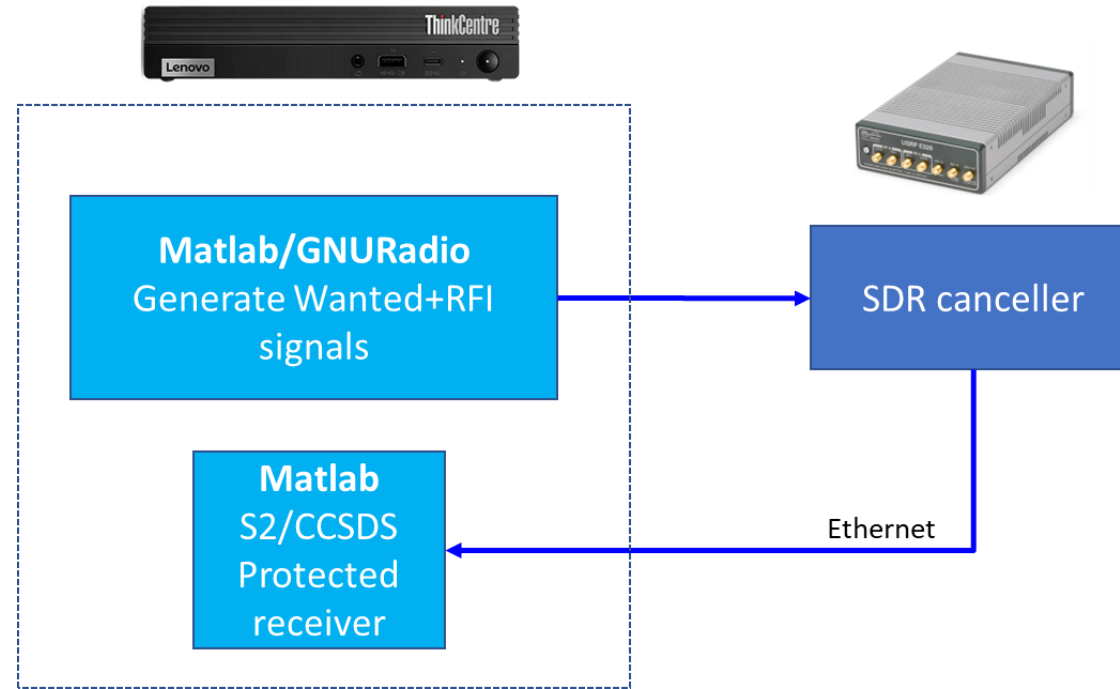 ThinkCentre
Lenovo
USRP E320
Matlab/GNURadio
Generate Wanted+RFI
signals
SDR canceller
Matlab
S2/CCSDS
Protected
receiver
Ethernet